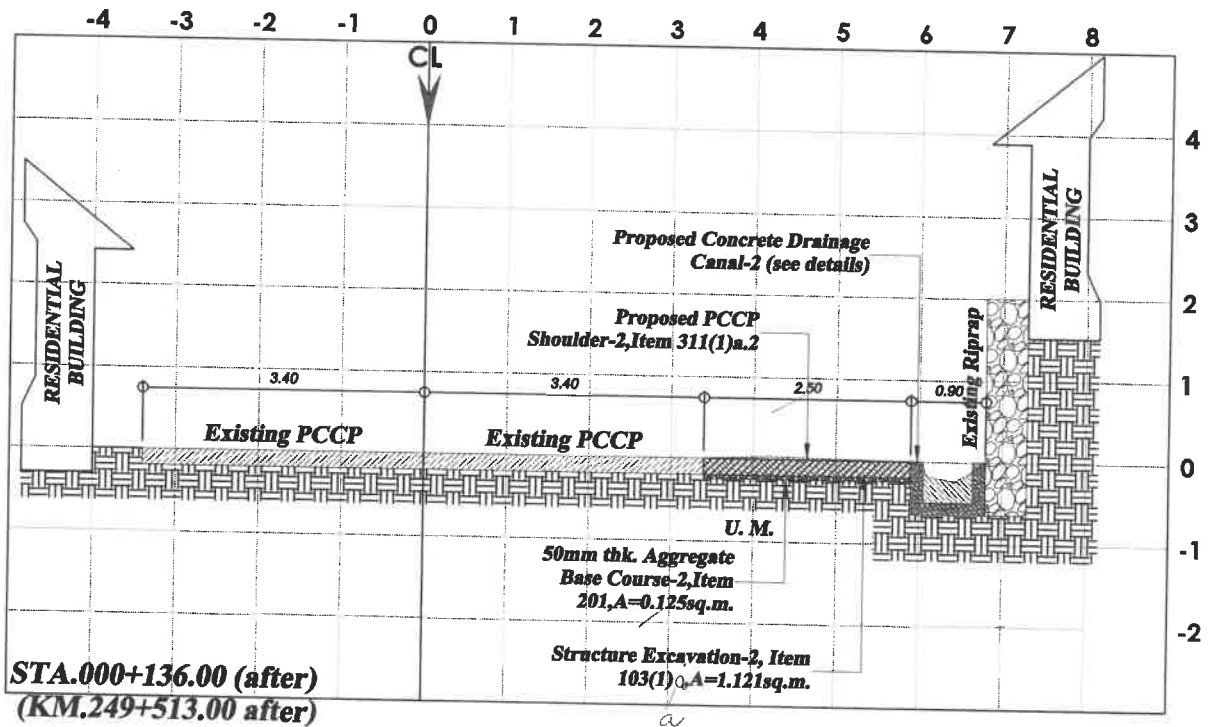 -4 -3 -2 -1 0 1 2 3 4 5 6 7 8
CL
4
3
2
1
0
-1
-2
RESIDENTIAL
BUILDING
RESIDENTIAL
BUILDING
Proposed Concrete Drainage
Canal-2 (see details)
Proposed PCCP
Shoulder-2,Item 311(1)a.2
Existing Riprap
3.40 3.40 2.50 0.90
Existing PCCP Existing PCCP
U. M.
50mm thk. Aggregate
Base Course-2,Item
201,A=0.125sq.m.
Structure Excavation-2, Item
103(1) ,A=1.121sq.m.
a
STA.000+136.00 (after)
(KM.249+513.00 after)